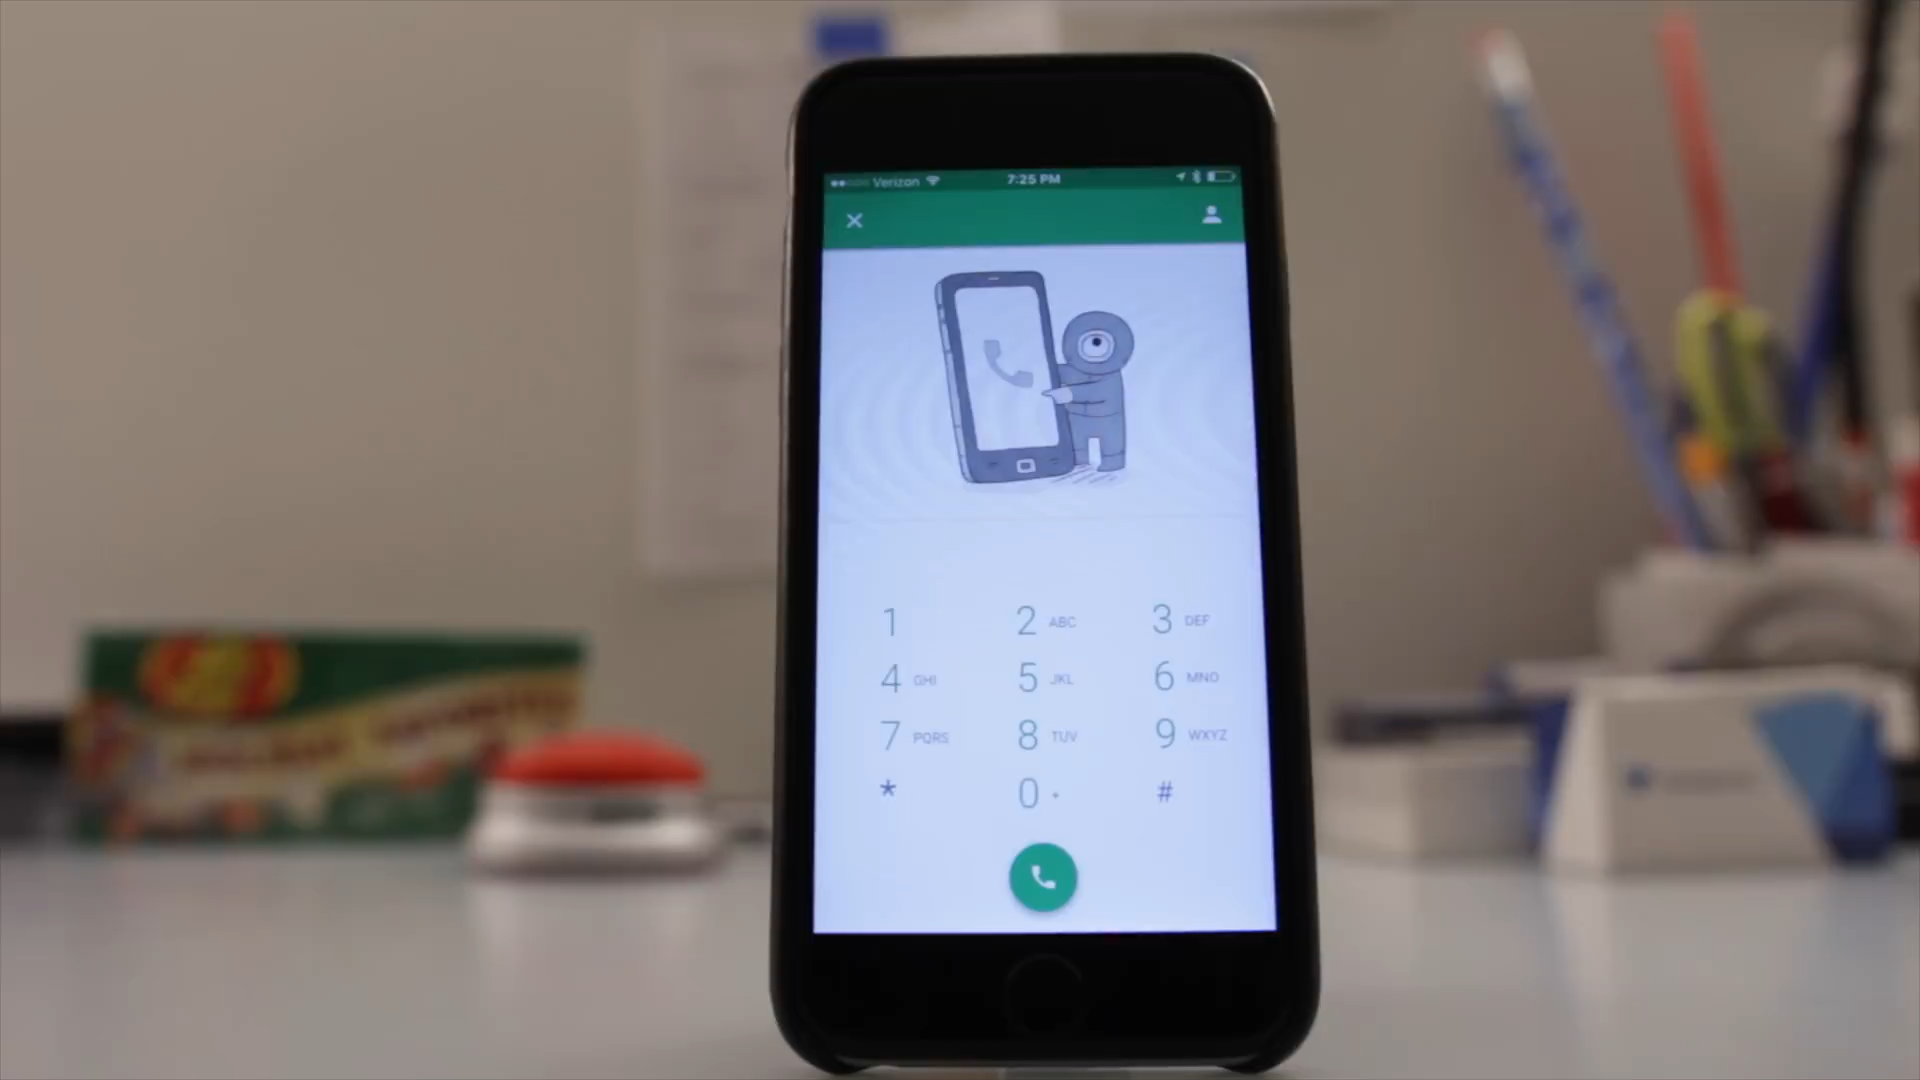 Verizon 7:25 PM
1 2 ABC 3 DEF
4 GHI 5 JKL 6 MNO
7 PQRS 8 TUV 9 WXYZ
* 0 + #